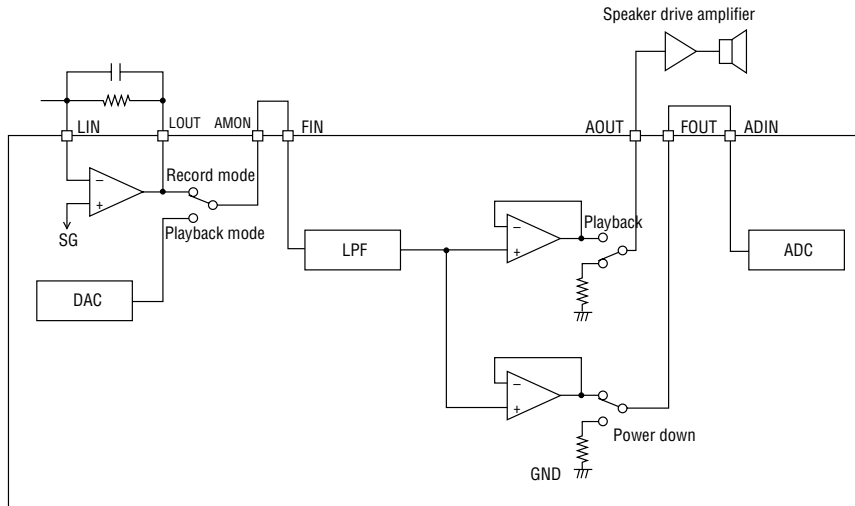 Speaker drive amplifier
LIN
LOUT
AMON
FIN
AOUT
FOUT
ADIN
Record mode
−
+
SG
Playback mode
DAC
LPF
−
+
Playback
ADC
−
+
Power down
GND